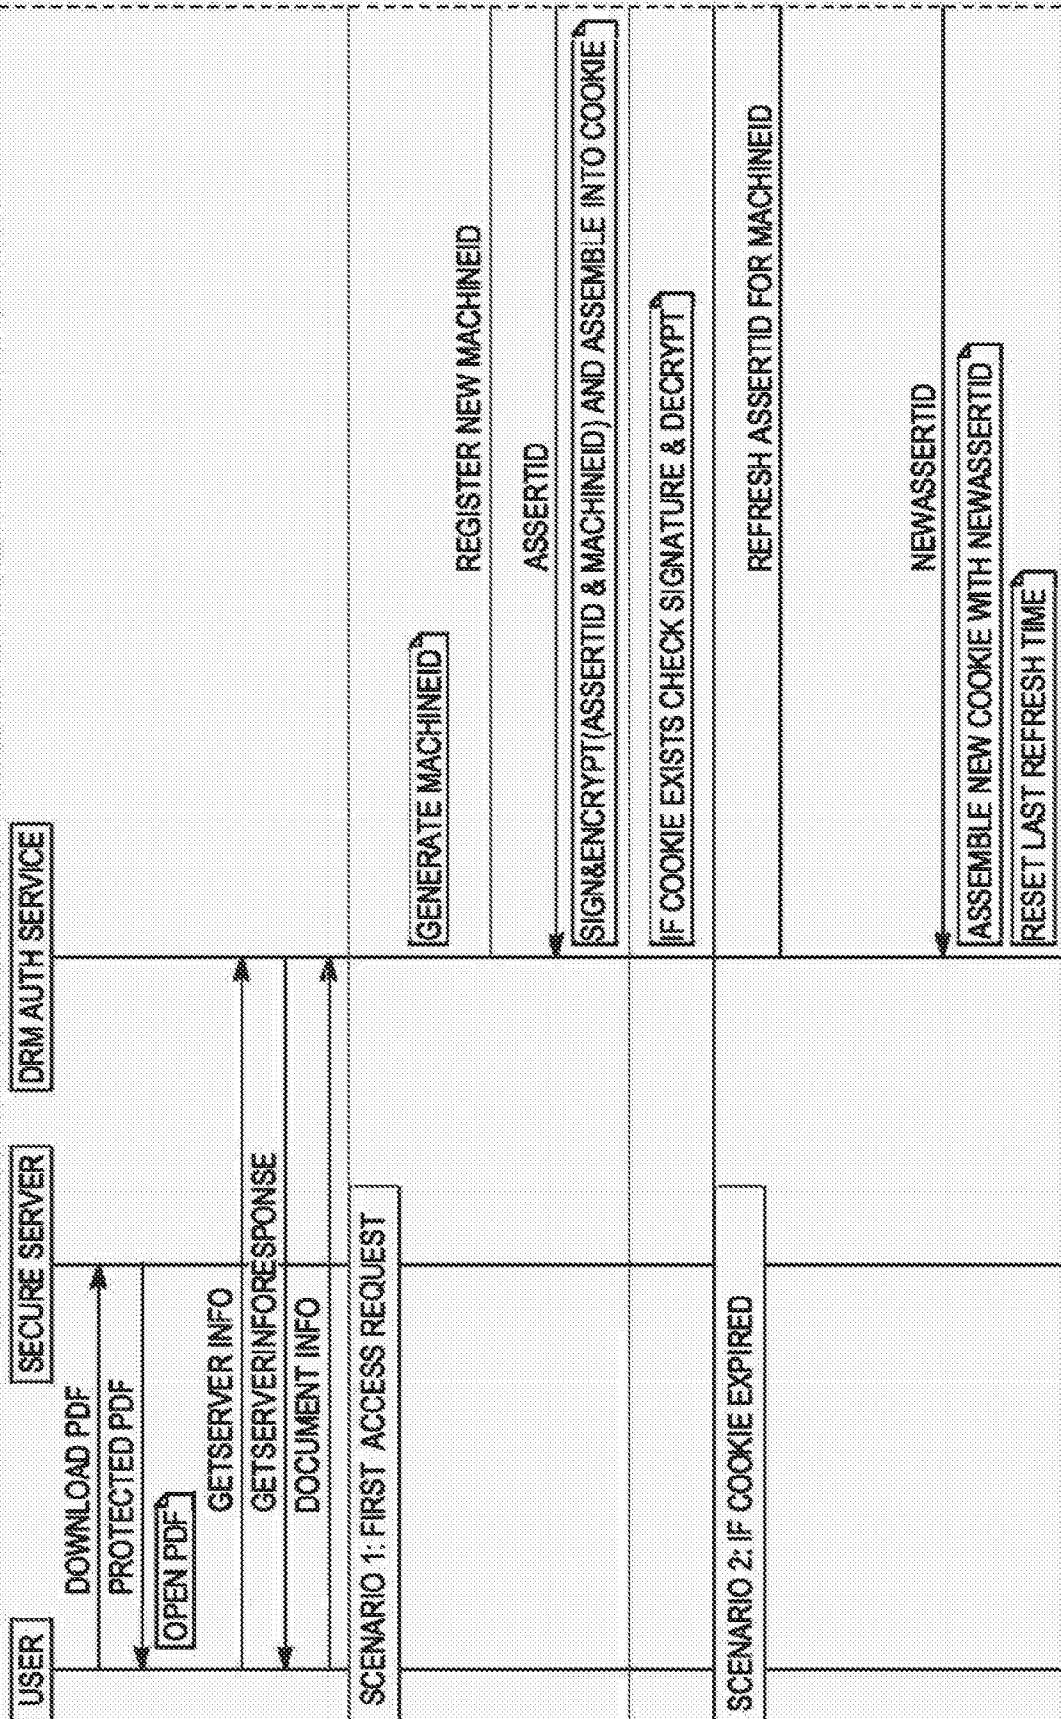 USER
SECURE SERVER
DRM AUTH SERVICE
DOWNLOAD PDF
PROTECTED PDF
OPEN PDF
GETSERVER INFO
GETSERVERINFORESPONSE
DOCUMENT INFO
SCENARIO 1: FIRST ACCESS REQUEST
GENERATE MACHINEID
REGISTER NEW MACHINEID
ASSERTID
SIGN&ENCRYPT(ASSERTID & MACHINEID) AND ASSEMBLE INTO COOKIE
IF COOKIE EXISTS CHECK SIGNATURE & DECRYPT
SCENARIO 2: IF COOKIE EXPIRED
REFRESH ASSERTID FOR MACHINEID
NEWASSERTID
ASSEMBLE NEW COOKIE WITH NEWASSERTID
RESET LAST REFRESH TIME